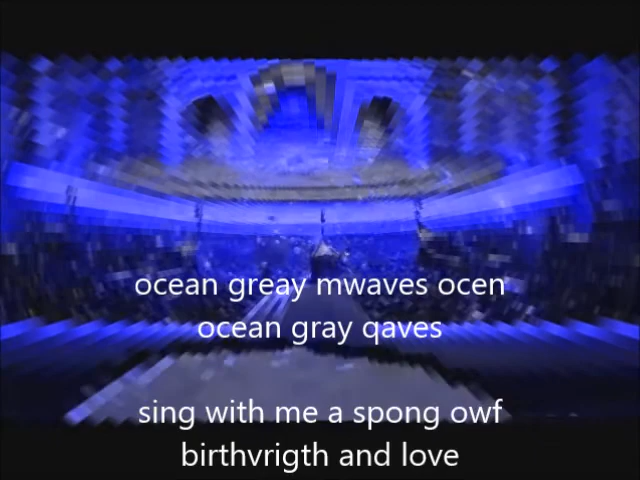 ocean greay mwaves ocen
ocean gray qaves
sing with me a spong owf
birthvrigth and love